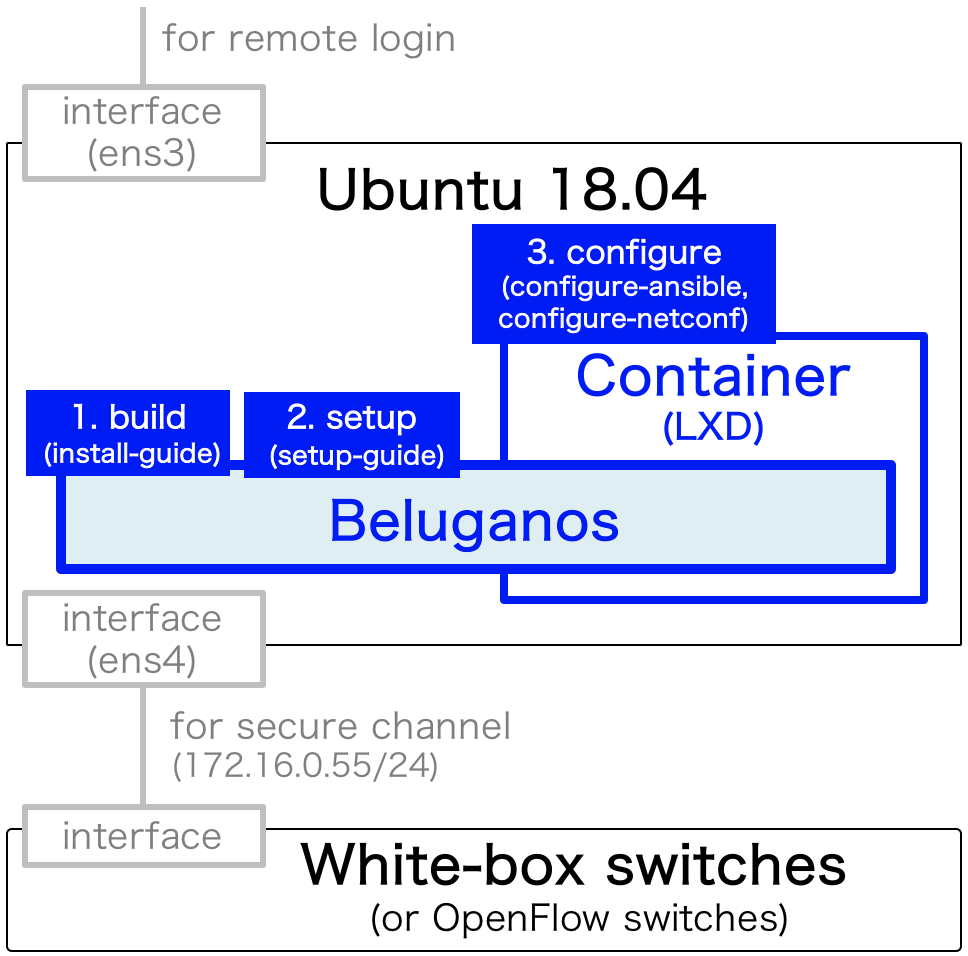 for remote login
interface
(ens3)
Ubuntu 18.04
3. configure
(configure-ansible,
configure-netconf)
Container
(LXD)
1. build
(install-guide)
2. setup
(setup-guide)
Beluganos
interface
(ens4)
for secure channel
(172.16.0.55/24)
interface
White-box switches
(or OpenFlow switches)